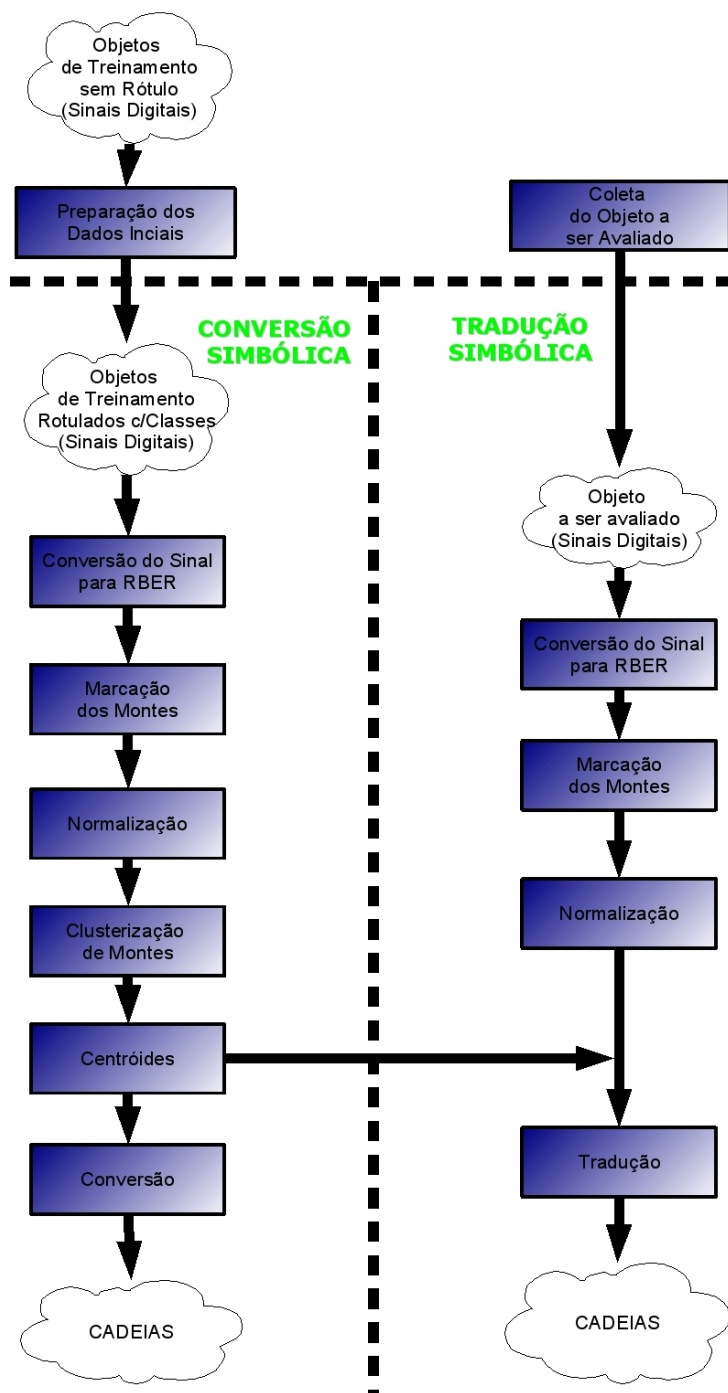 Objetos
de Treinamento
sem Rótulo
(Sinais Digitais)
Preparação dos
Dados Inciais
CONVERSÃO
SIMBÓLICA
Objetos
de Treinamento
Rotulados c/Classes
(Sinais Digitais)
Conversão do Sinal
para RBER
Marcação
dos Montes
Normalização
Clusterização
de Montes
Centróides
Conversão
CADEIAS
Coleta
do Objeto a
ser Avaliado
TRADUÇÃO
SIMBÓLICA
Objeto
a ser avaliado
(Sinais Digitais)
Conversão do Sinal
para RBER
Marcação
dos Montes
Normalização
Tradução
CADEIAS